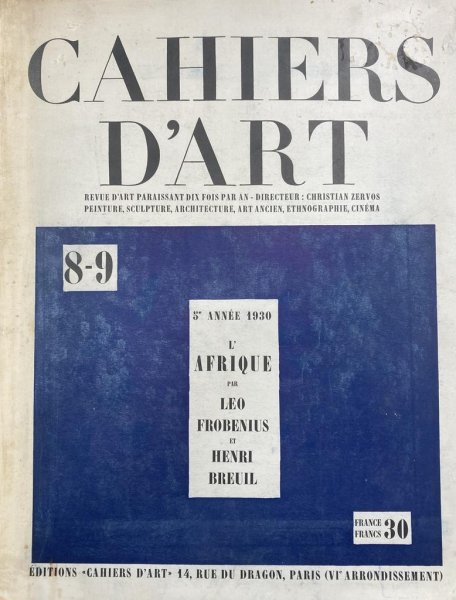 CAHIERS
D'ART
REVUE D'ART PARAISSANT DIX FOIS PAR AN - DIRECTEUR : CHRISTIAN ZERVOS
PEINTURE, SCULPTURE, ARCHITECTURE, ART ANCIEN, ETHNOGRAPHIE, CINÉMA
8-9
5e ANNÉE 1930
L'
AFRIQUE
PAR
LEO
FROBENIUS
ET
HENRI
BREUIL
FRANCE
FRANCS 30
ÉDITIONS «CAHIERS D'ART» 14, RUE DU DRAGON, PARIS (VIe ARRONDISSEMENT)